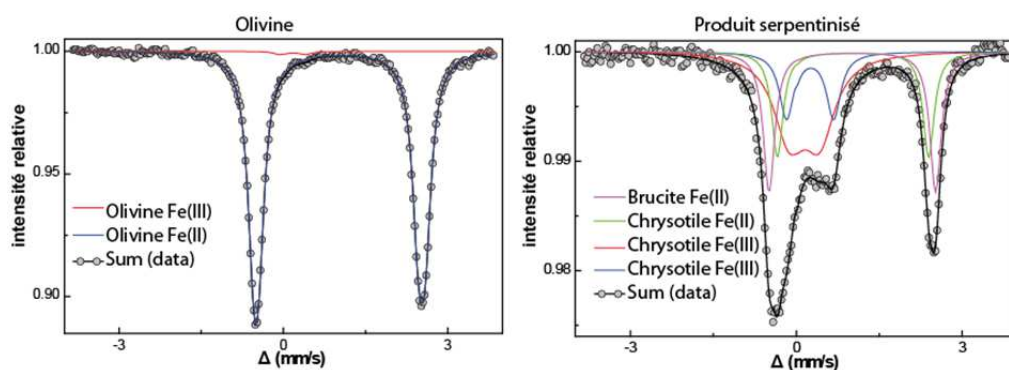 Olivine
1.00
0.95
0.90
intensité relative
Olivine Fe(III)
Olivine Fe(II)
Sum (data)
-3
0
3
Δ (mm/s)
Produit serpentinisé
1.00
0.99
0.98
intensité relative
Brucite Fe(II)
Chrysotile Fe(II)
Chrysotile Fe(III)
Chrysotile Fe(III)
Sum (data)
-3
0
3
Δ (mm/s)